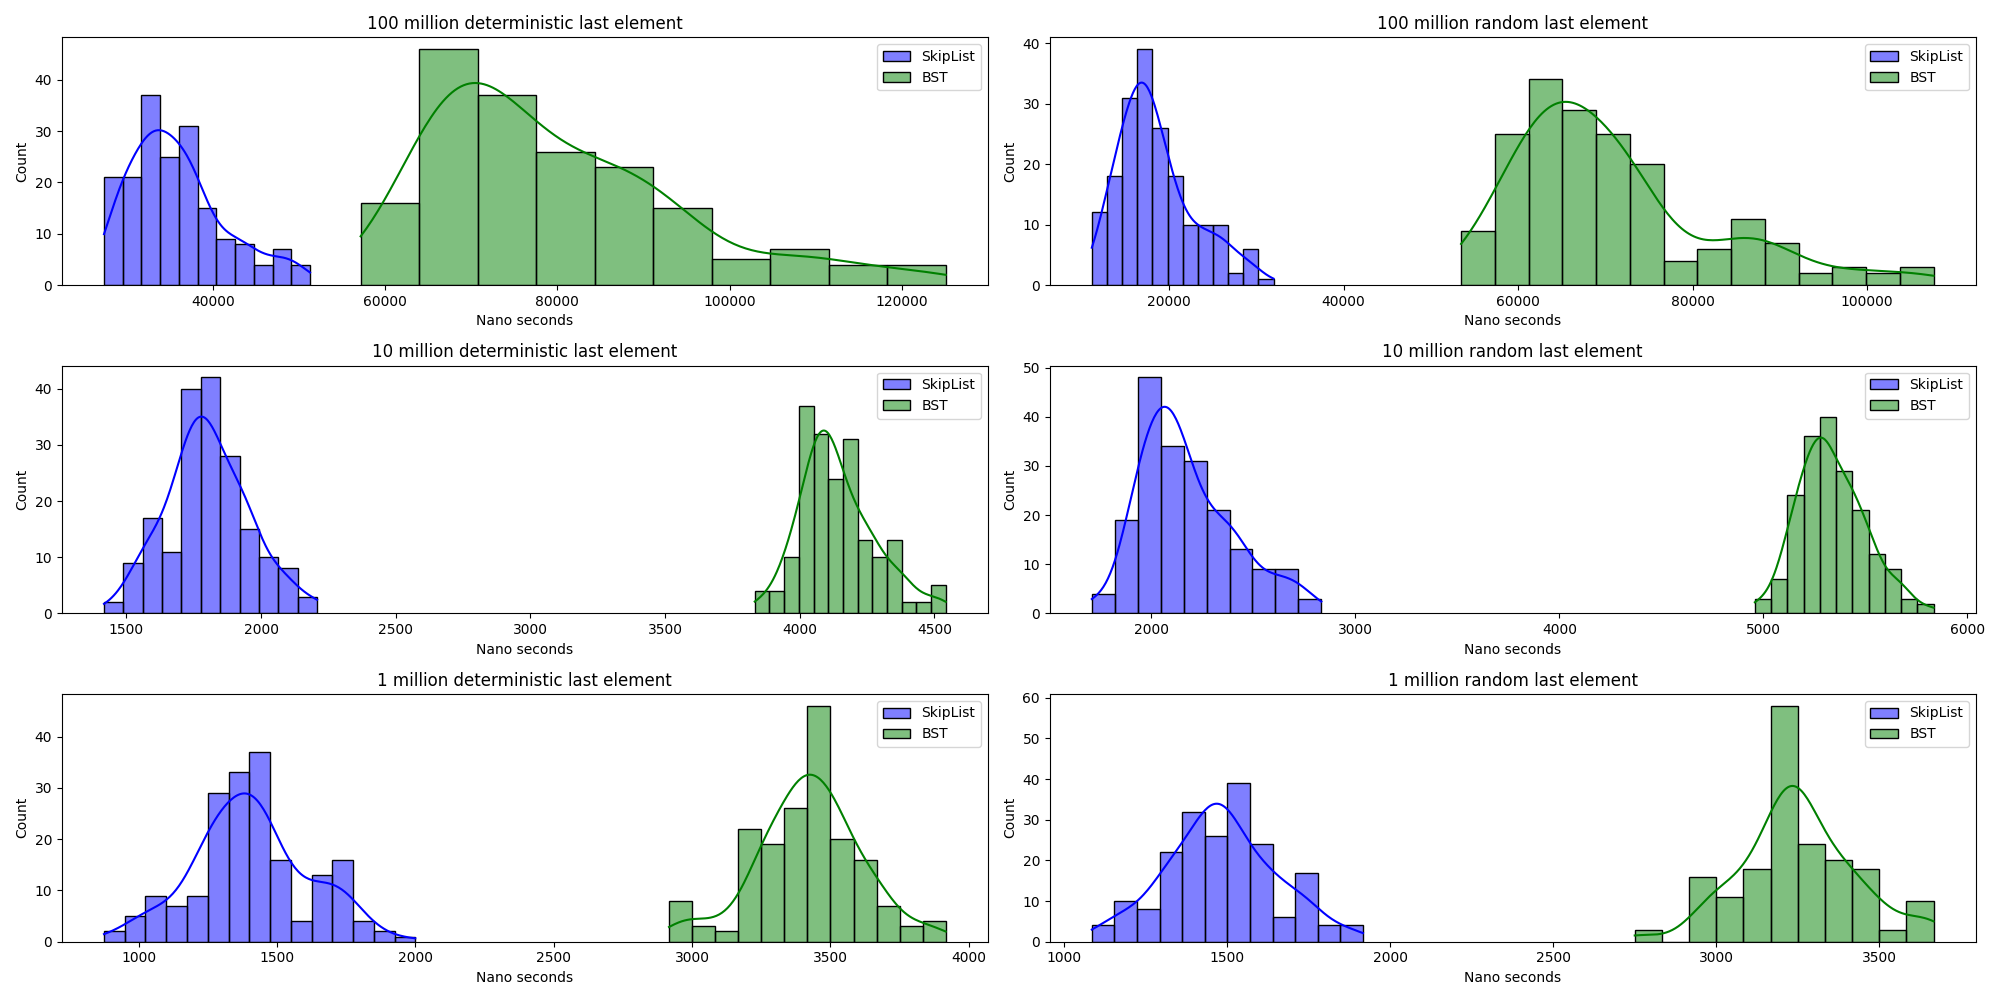 100 million deterministic last element
SkipList
BST
Count
40
30
20
10
0
40000 60000 80000 100000 120000
Nano seconds
100 million random last element
SkipList
BST
Count
40
30
20
10
0
20000 40000 60000 80000 100000
Nano seconds
10 million deterministic last element
SkipList
BST
Count
40
30
20
10
0
1500 2000 2500 3000 3500 4000 4500
Nano seconds
10 million random last element
SkipList
BST
Count
50
40
30
20
10
0
2000 3000 4000 5000 6000
Nano seconds
1 million deterministic last element
SkipList
BST
Count
40
30
20
10
0
1000 1500 2000 2500 3000 3500 4000
Nano seconds
1 million random last element
SkipList
BST
Count
60
50
40
30
20
10
0
1000 1500 2000 2500 3000 3500
Nano seconds